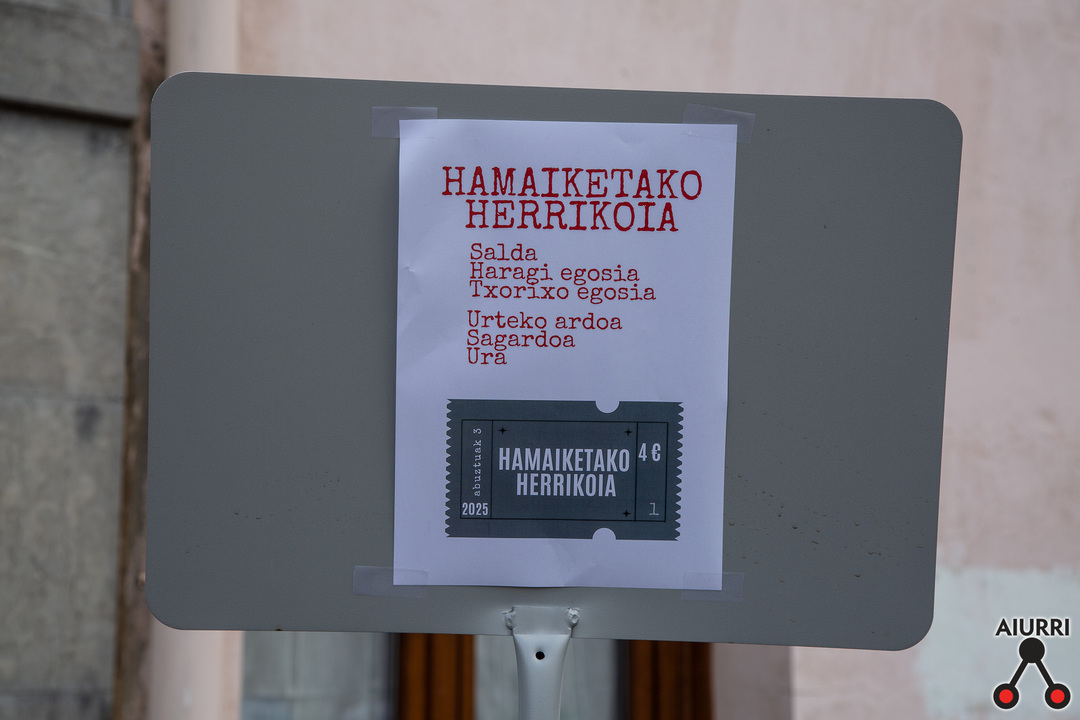 HAMAIKETAKO
HERRIKOIA
Salda
Haragi egosia
Txorixo egosia
Urteko ardoa
Sagardoa
Ura
abuztuak 3
2025
HAMAIKETAKO
HERRIKOIA
4 €
1
AIURRI